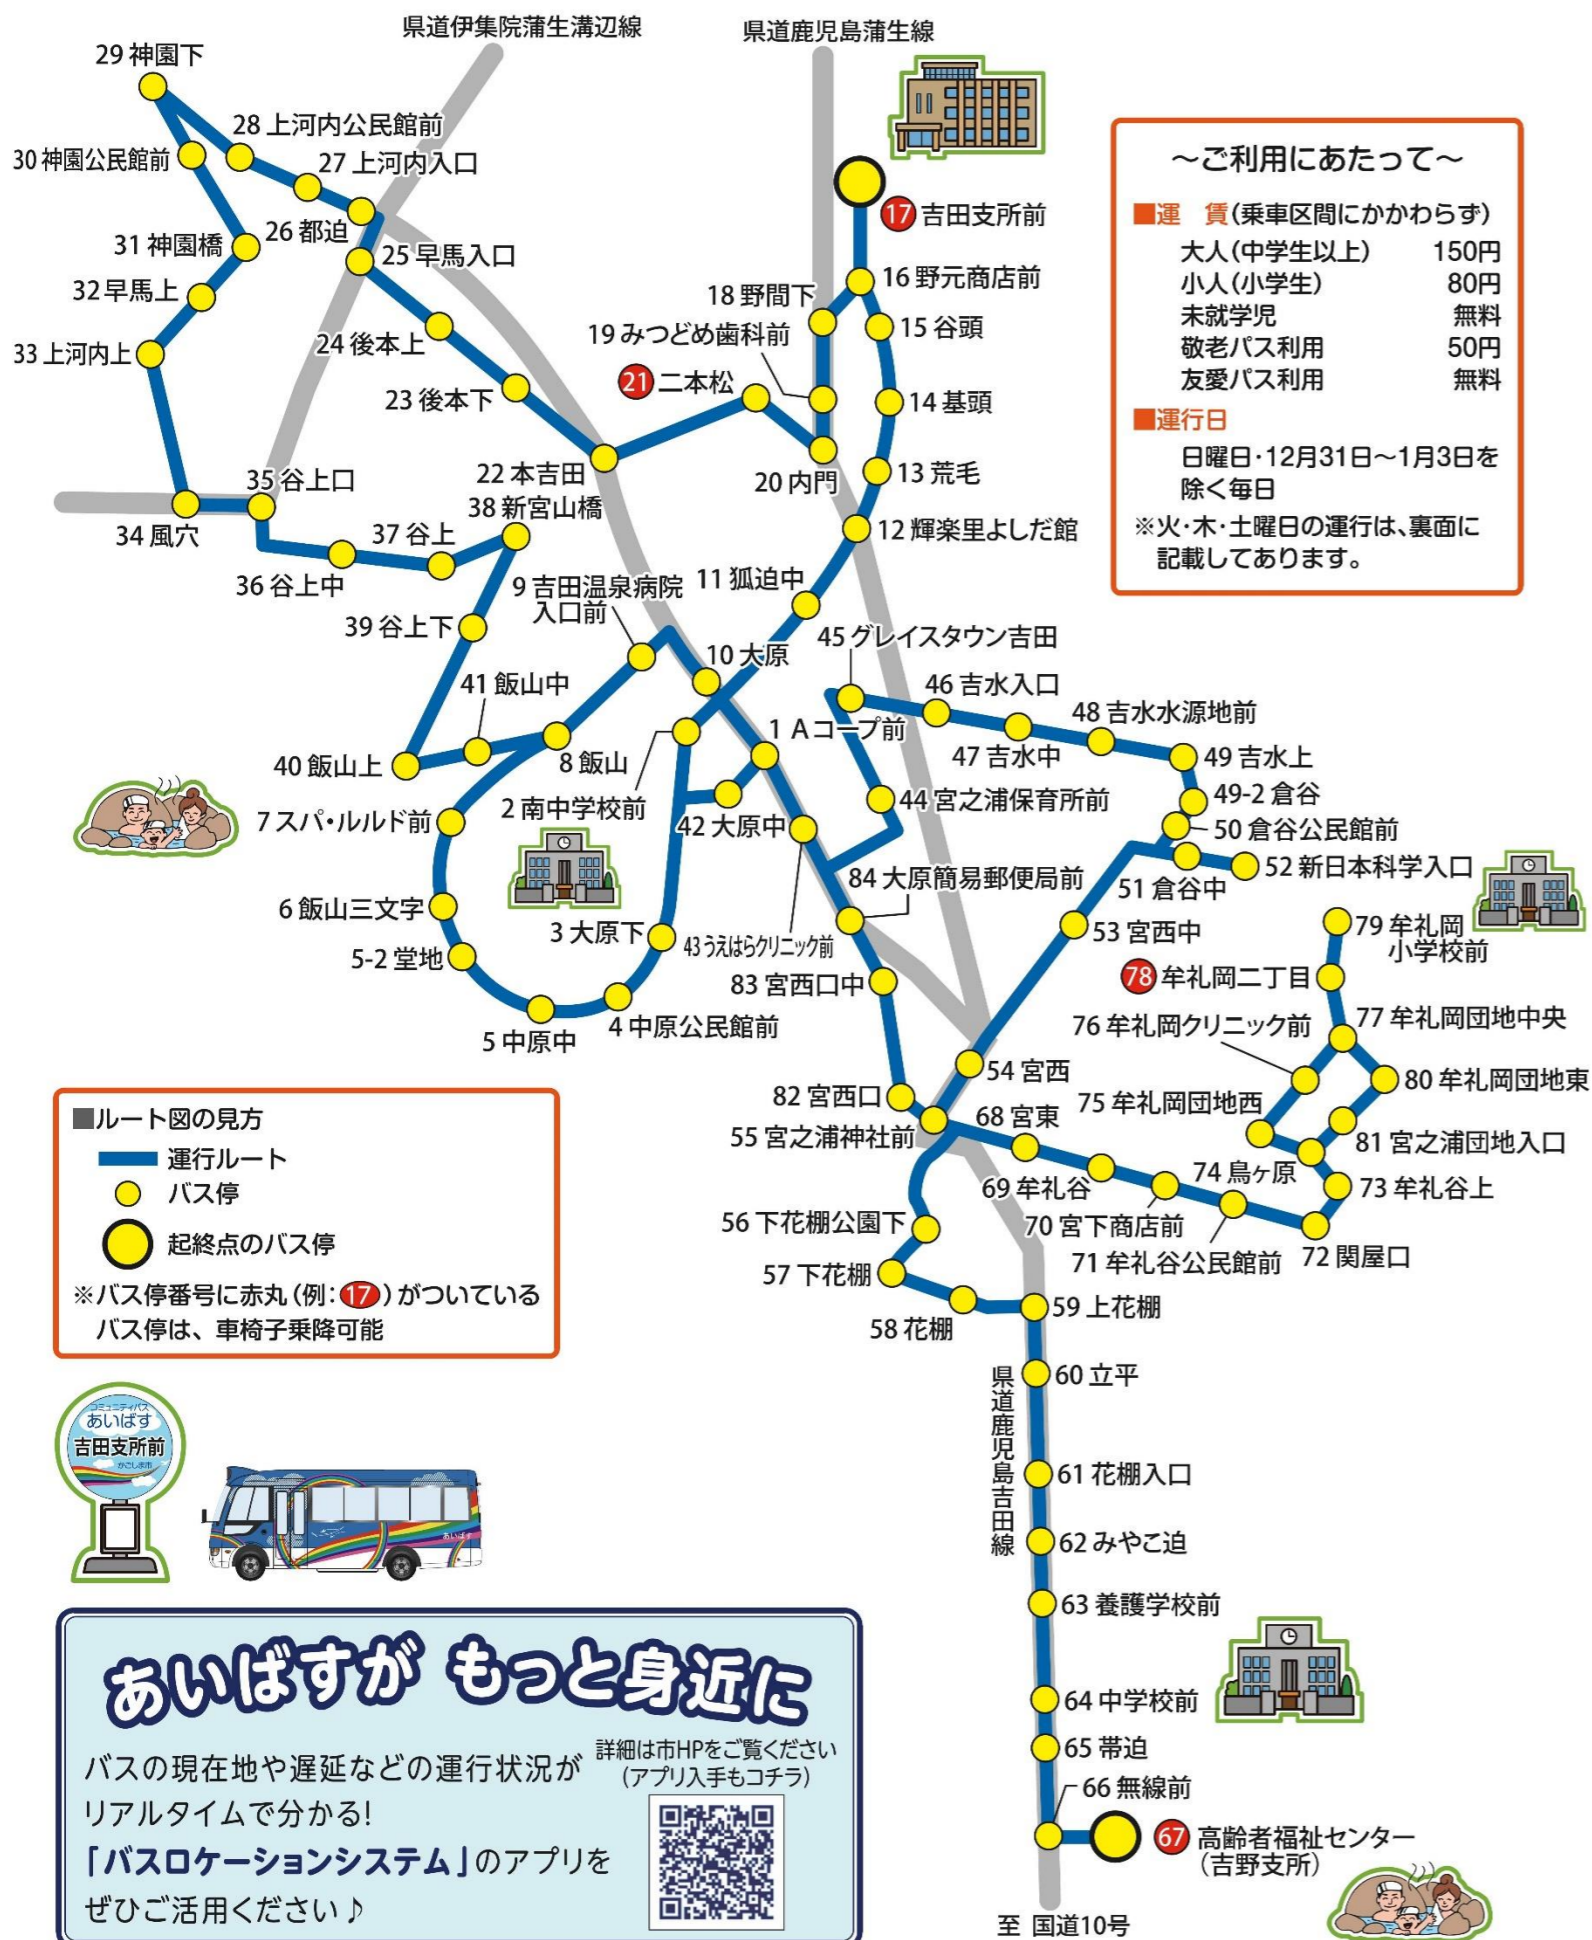 県道伊集院蒲生溝辺線
県道鹿児島蒲生線
29 神園下
28 上河内公民館前
30 神園公民館前
27 上河内入口
26 都迫
31 神園橋
25 早馬入口
32 早馬上
24 後本上
33 上河内上
23 後本下
17 吉田支所前
16 野元商店前
18 野間下
15 谷頭
19 みつどめ歯科前
21 二本松
14 基頭
13 荒毛
20 内門
22 本吉田
12 輝楽里よしだ館
35 谷上口
34 風穴
38 新宮山橋
37 谷上
36 谷上中
39 谷上下
9 吉田温泉病院
入口前
11 狐迫中
10 大原
41 飯山中
40 飯山上
8 飯山
1 Aコープ前
2 南中学校前
7 スパ・ルルド前
42 大原中
6 飯山三文字
5-2 堂地
3 大原下
43 うえはらクリニック前
4 中原公民館前
5 中原中
45 グレイスタウン吉田
46 吉水入口
48 吉水水源地前
47 吉水中
49 吉水上
44 宮之浦保育所前
49-2 倉谷
50 倉谷公民館前
52 新日本科学入口
51 倉谷中
84 大原簡易郵便局前
53 宮西中
83 宮西口中
79 牟礼岡
小学校前
78 牟礼岡二丁目
76 牟礼岡クリニック前
77 牟礼岡団地中央
54 宮西
80 牟礼岡団地東
82 宮西口
68 宮東
75 牟礼岡団地西
55 宮之浦神社前
81 宮之浦団地入口
74 鳥ヶ原
69 牟礼谷
73 牟礼谷上
56 下花棚公園下
70 宮下商店前
71 牟礼谷公民館前
72 関屋口
57 下花棚
58 花棚
59 上花棚
60 立平
県道鹿児島吉田線
61 花棚入口
62 みやこ迫
63 養護学校前
64 中学校前
65 帯迫
66 無線前
67 高齢者福祉センター
(吉野支所)
至 国道10号
～ご利用にあたって～
■運 賃(乗車区間にかかわらず)
大人(中学生以上) 150円
小人(小学生) 80円
未就学児 無料
敬老パス利用 50円
友愛パス利用 無料
■運行日
日曜日・12月31日～1月3日を
除く毎日
※火・木・土曜日の運行は、裏面に
記載してあります。
■ルート図の見方
運行ルート
バス停
起終点のバス停
※バス停番号に赤丸(例：17)がついている
バス停は、車椅子乗降可能
コミュニティバス
あいばす
吉田支所前
かごしま市
あいばす
あいばすが もっと身近に
バスの現在地や遅延などの運行状況が
リアルタイムで分かる!
「バスロケーションシステム」のアプリを
ぜひご活用ください♪
詳細は市HPをご覧ください
(アプリ入手もコチラ)